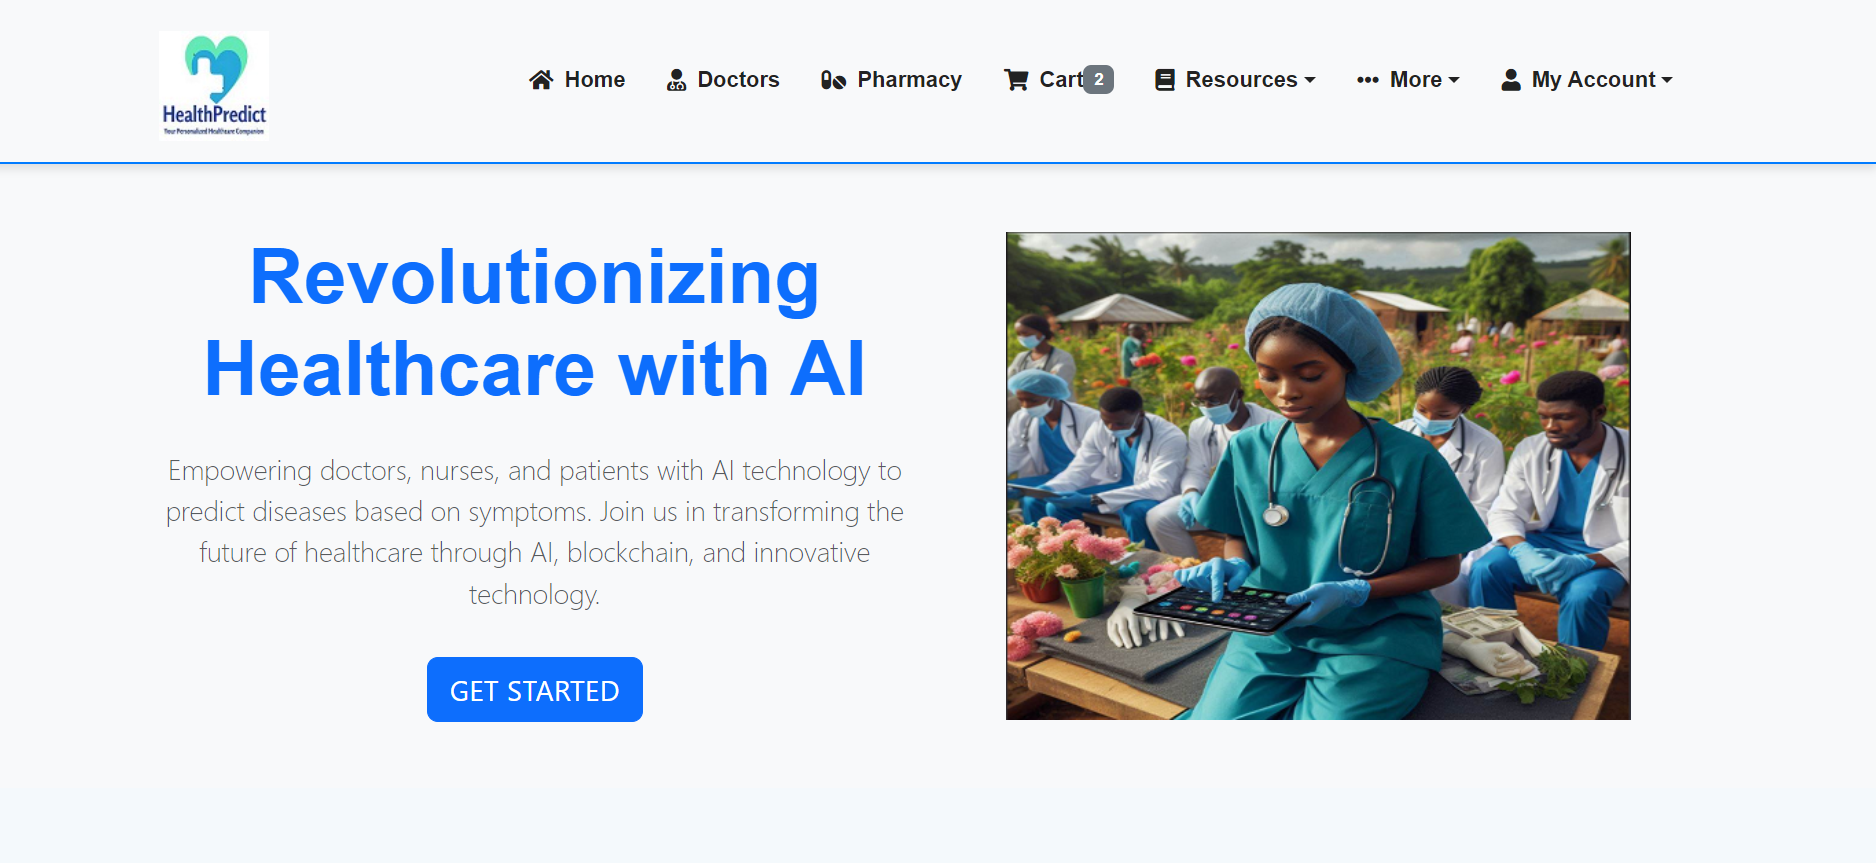 HealthPredict
Your Personalized Healthcare Companion
Home
Doctors
Pharmacy
Cart 2
Resources
More
My Account
Revolutionizing
Healthcare with AI
Empowering doctors, nurses, and patients with AI technology to
predict diseases based on symptoms. Join us in transforming the
future of healthcare through AI, blockchain, and innovative
technology.
GET STARTED